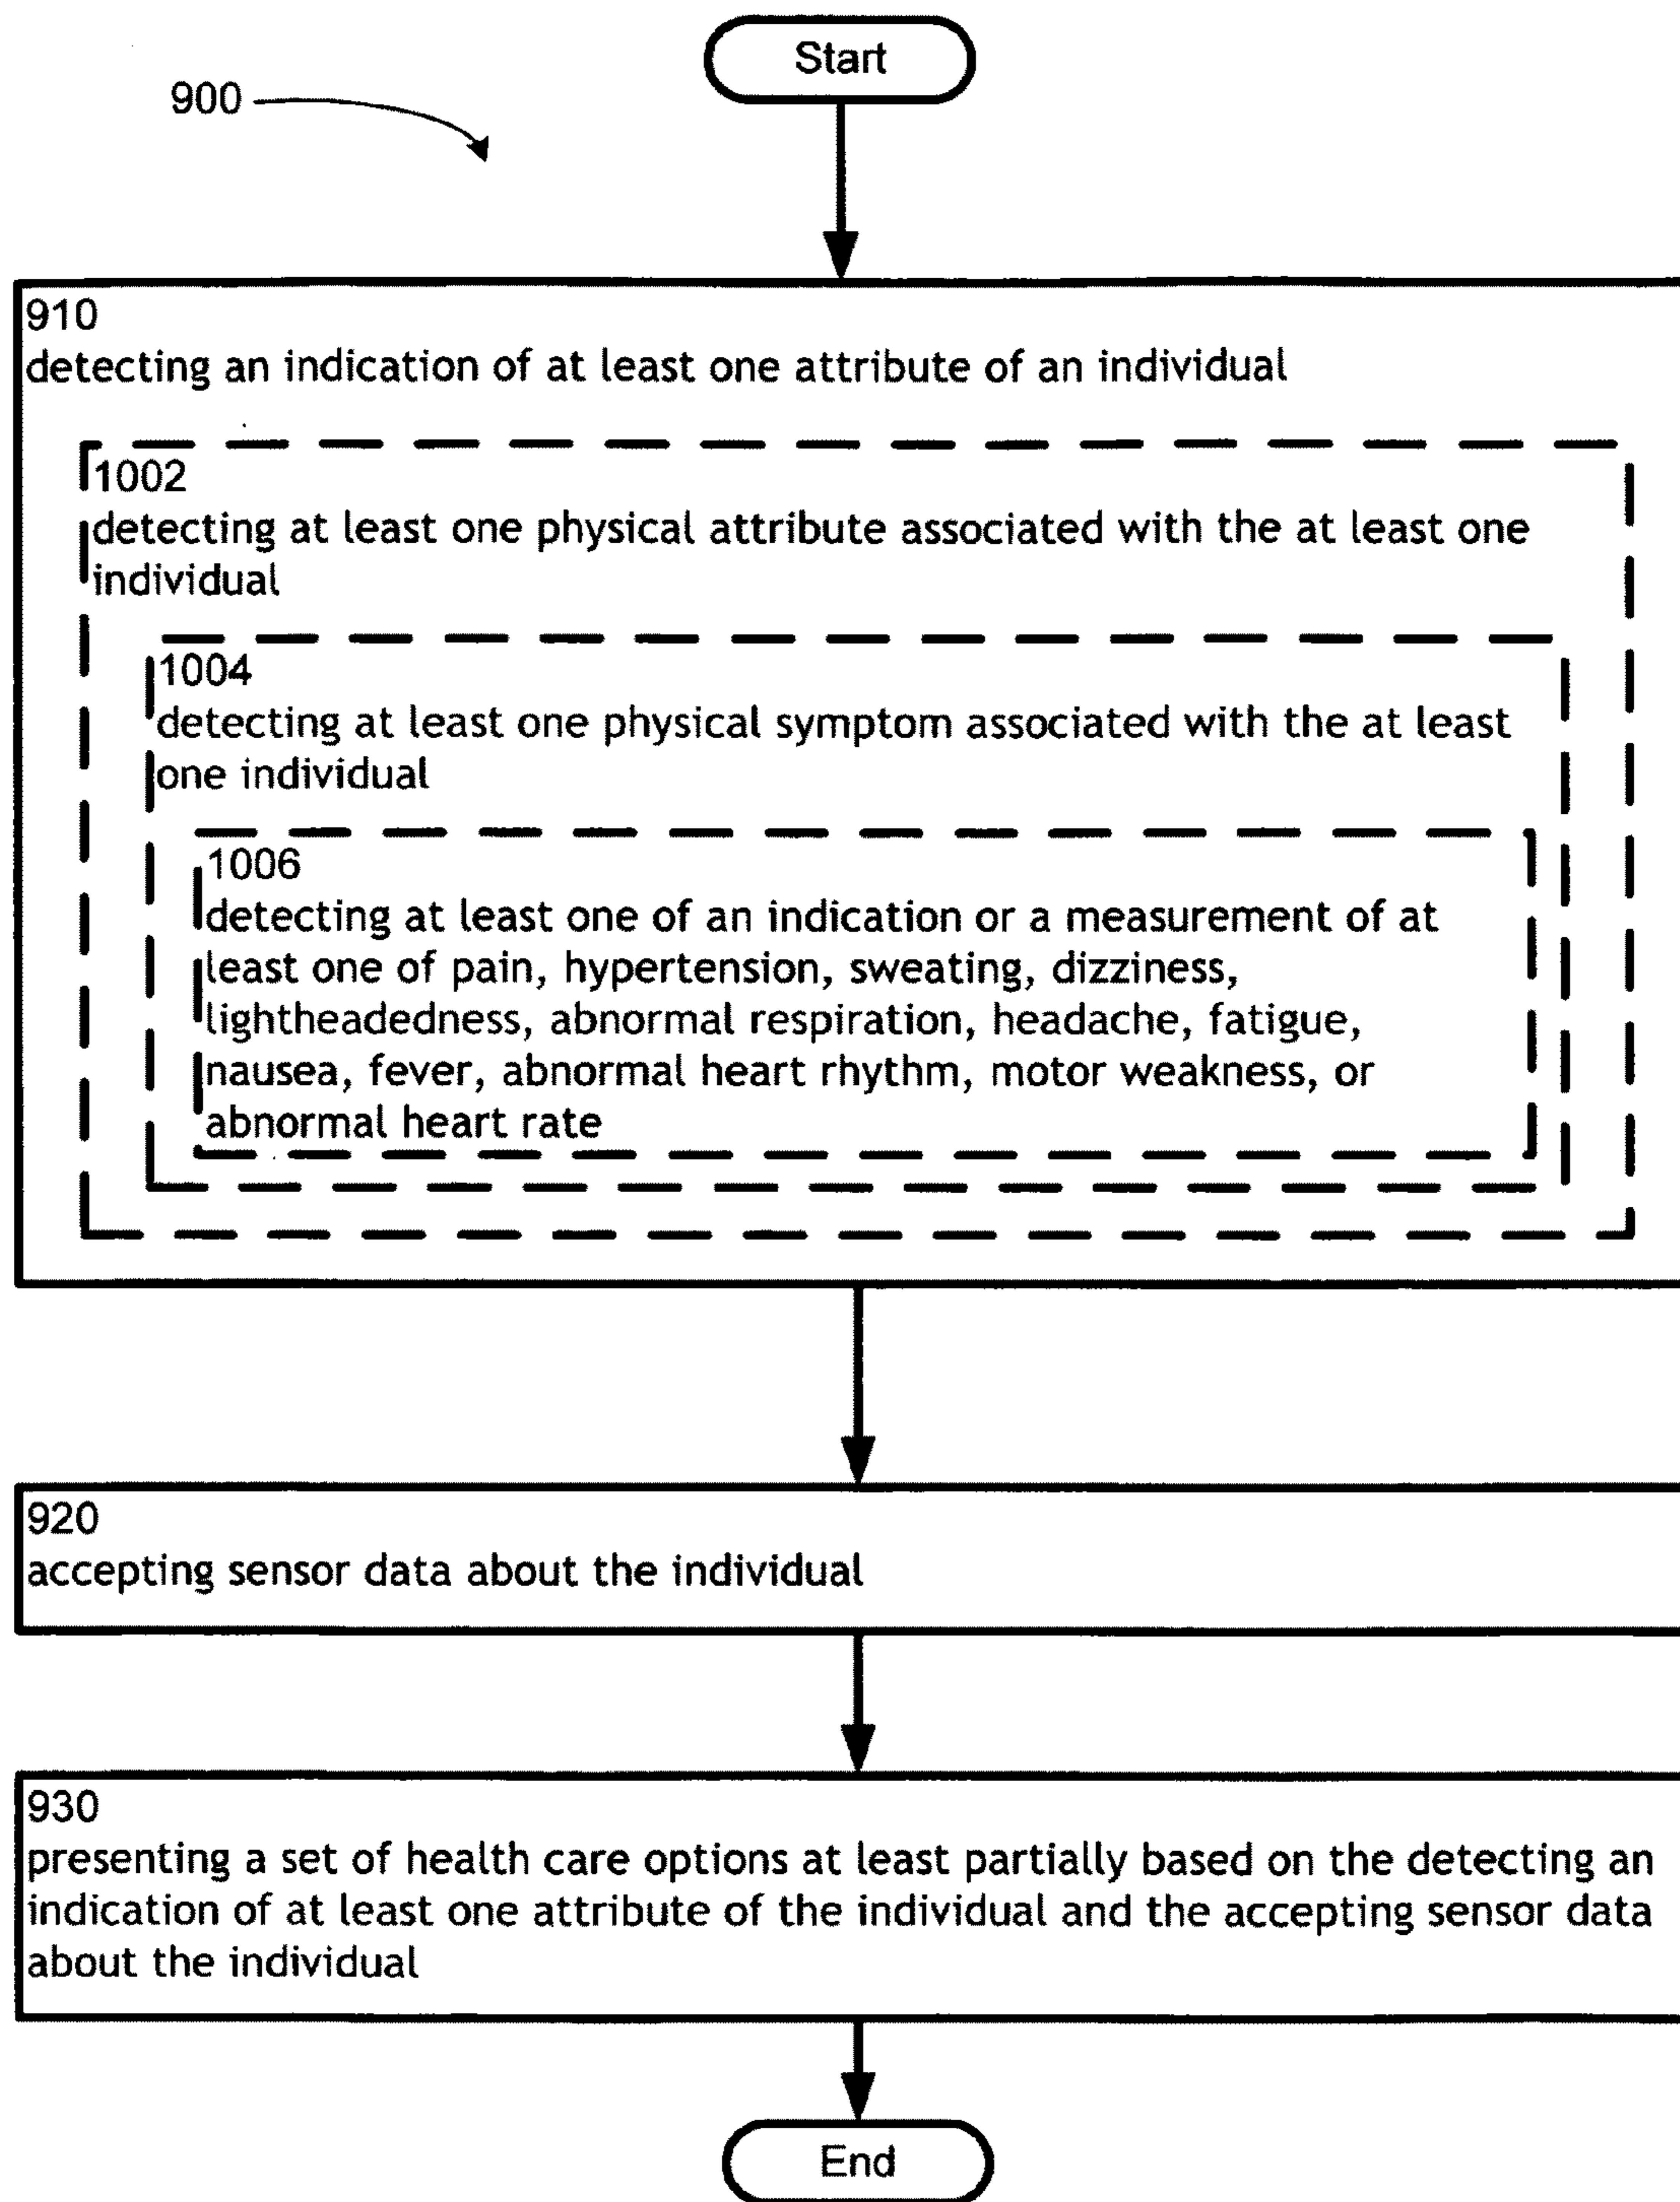 Start
900
910
detecting an indication of at least one attribute of an individual
1002
detecting at least one physical attribute associated with the at least one
individual
1004
detecting at least one physical symptom associated with the at least
one individual
1006
detecting at least one of an indication or a measurement of at
least one of pain, hypertension, sweating, dizziness,
lightheadedness, abnormal respiration, headache, fatigue,
nausea, fever, abnormal heart rhythm, motor weakness, or
abnormal heart rate
920
accepting sensor data about the individual
930
presenting a set of health care options at least partially based on the detecting an
indication of at least one attribute of the individual and the accepting sensor data
about the individual
End